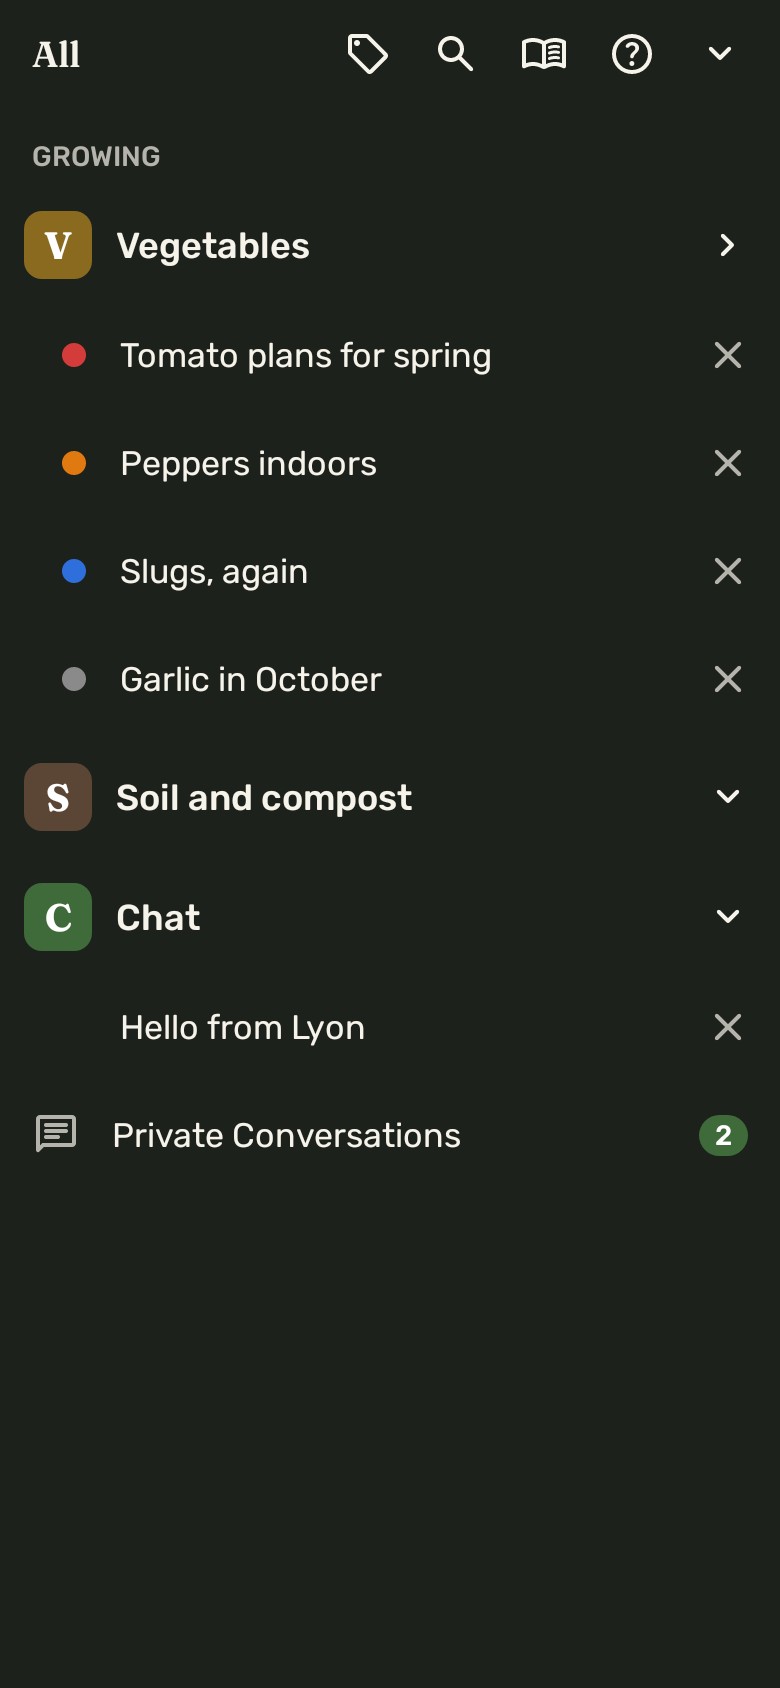 All
GROWING
V Vegetables
Tomato plans for spring
Peppers indoors
Slugs, again
Garlic in October
S Soil and compost
C Chat
Hello from Lyon
Private Conversations 2